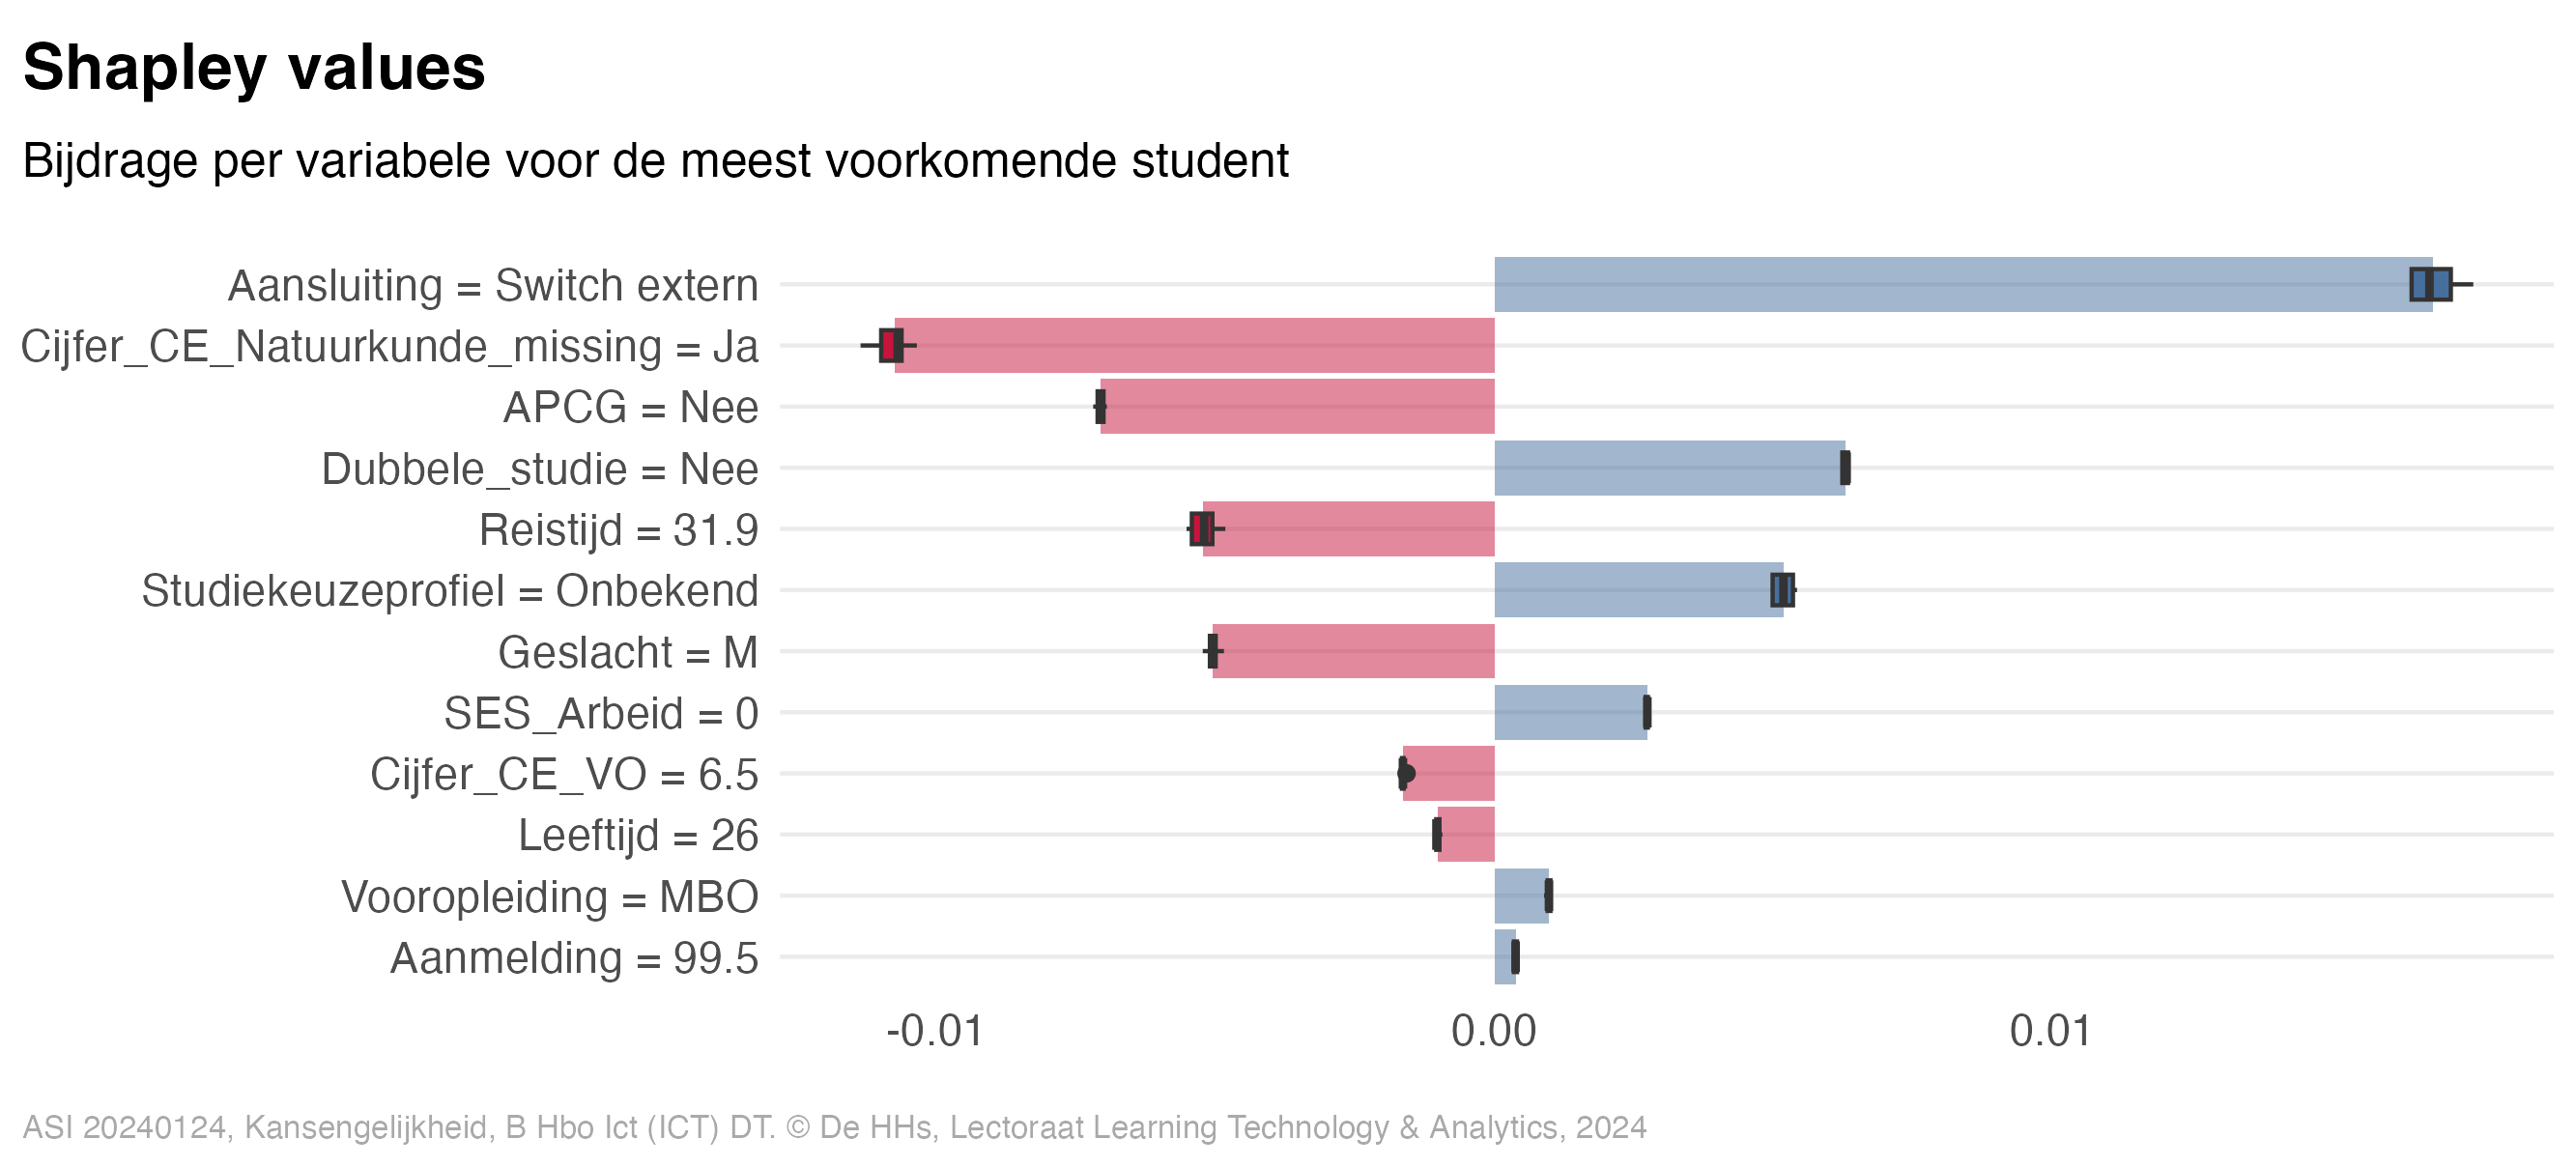 Shapley values
Bijdrage per variabele voor de meest voorkomende student
Aansluiting = Switch extern
Cijfer_CE_Natuurkunde_missing = Ja
APCG = Nee
Dubbele_studie = Nee
Reistijd = 31.9
Studiekeuzeprofiel = Onbekend
Geslacht = M
SES_Arbeid = 0
Cijfer_CE_VO = 6.5
Leeftijd = 26
Vooropleiding = MBO
Aanmelding = 99.5
-0.01 0.00 0.01
ASI 20240124, Kansengelijkheid, B Hbo Ict (ICT) DT. © De HHs, Lectoraat Learning Technology & Analytics, 2024